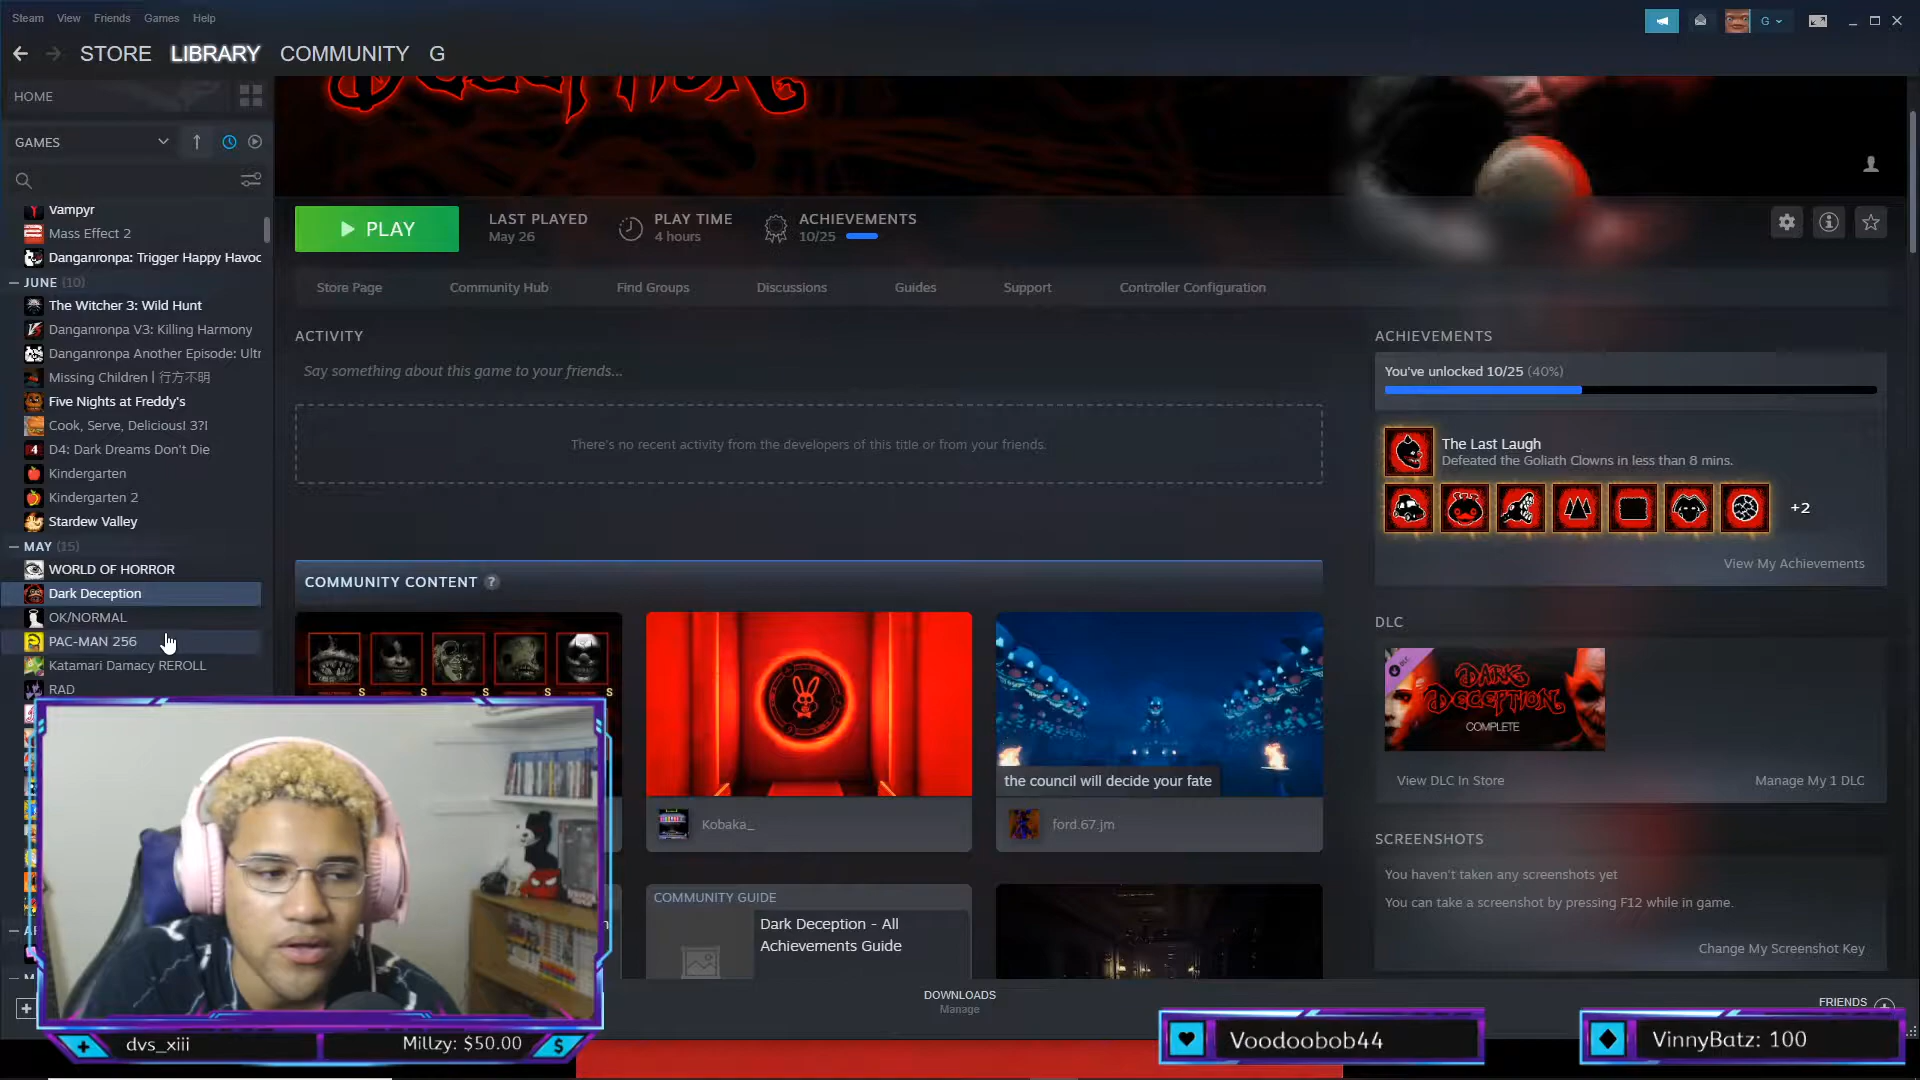 Steam View Friends Games Help
G
STORE LIBRARY COMMUNITY G
HOME
GAMES
Vampyr
Mass Effect 2
Danganronpa: Trigger Happy Havoc
JUNE (10)
The Witcher 3: Wild Hunt
Danganronpa V3: Killing Harmony
Danganronpa Another Episode: Ultr
Missing Children | 行方不明
Five Nights at Freddy's
Cook, Serve, Delicious! 3?!
D4: Dark Dreams Don't Die
Kindergarten
Kindergarten 2
Stardew Valley
MAY (15)
WORLD OF HORROR
Dark Deception
OK/NORMAL
PAC-MAN 256
Katamari Damacy REROLL
RAD
PLAY
LAST PLAYED
May 26
PLAY TIME
4 hours
ACHIEVEMENTS
10/25
Store Page Community Hub Find Groups Discussions Guides Support Controller Configuration
ACTIVITY
Say something about this game to your friends...
There's no recent activity from the developers of this title or from your friends.
COMMUNITY CONTENT ?
S S S S S
Kobaka_
the council will decide your fate
ford.67.jm
COMMUNITY GUIDE
Dark Deception - All
Achievements Guide
ACHIEVEMENTS
You've unlocked 10/25 (40%)
The Last Laugh
Defeated the Goliath Clowns in less than 8 mins.
+2
View My Achievements
DLC
DLC
DARK
DECEPTION
COMPLETE
View DLC In Store
Manage My 1 DLC
SCREENSHOTS
You haven't taken any screenshots yet
You can take a screenshot by pressing F12 while in game.
Change My Screenshot Key
DOWNLOADS
Manage
FRIENDS
dvs_xiii
Millzy: $50.00
$
Voodoobob44
VinnyBatz: 100